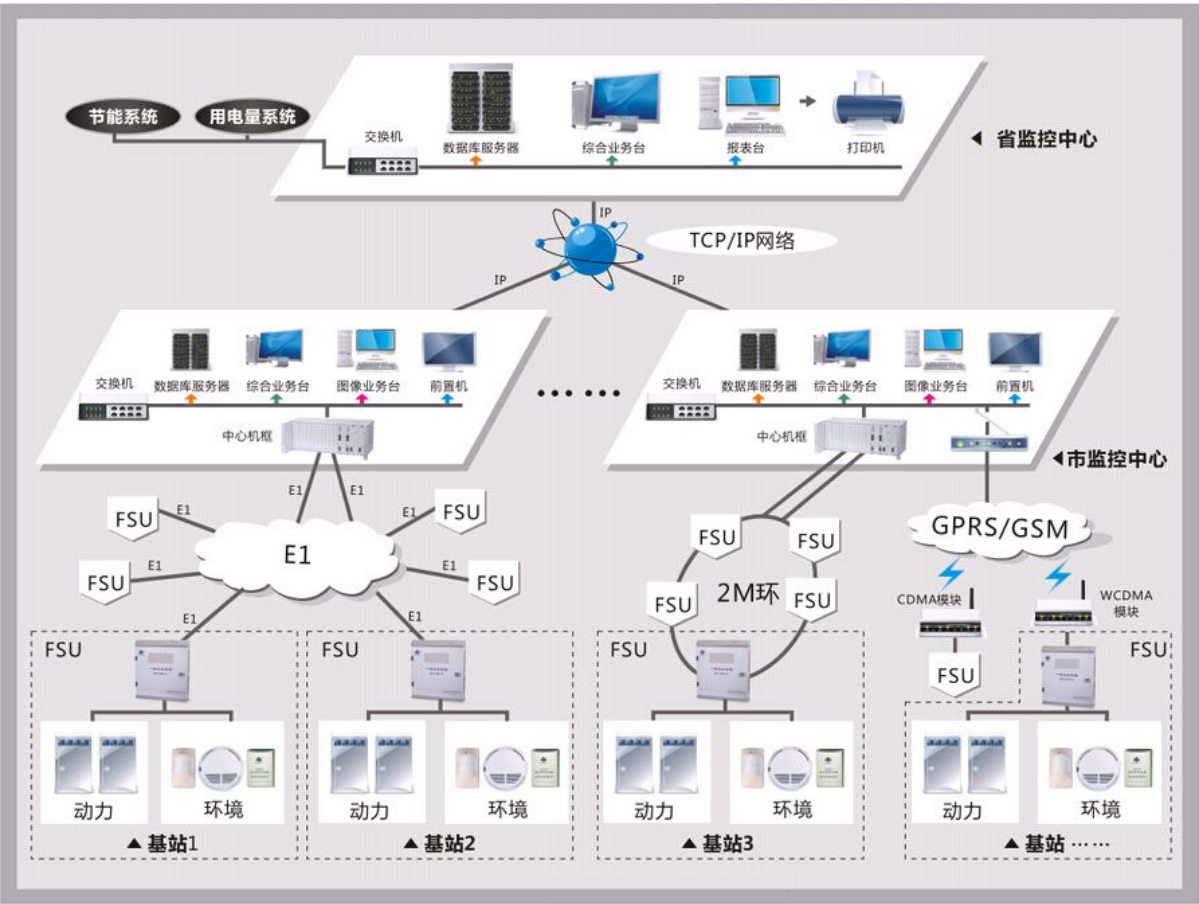 节能系统
用电量系统
交换机
数据库服务器
综合业务台
报表台
打印机
省监控中心
IP
TCP/IP网络
IP
IP
交换机
数据库服务器
综合业务台
图像业务台
前置机
中心机框
交换机
数据库服务器
综合业务台
图像业务台
前置机
中心机框
市监控中心
E1
E1
FSU
E1
E1
FSU
FSU
E1
E1
FSU
E1
E1
E1
FSU
FSU
2M环
FSU
FSU
GPRS/GSM
CDMA模块
WCDMA
模块
FSU
FSU
动力
环境
基站1
FSU
动力
环境
基站2
FSU
动力
环境
基站3
FSU
动力
环境
基站……